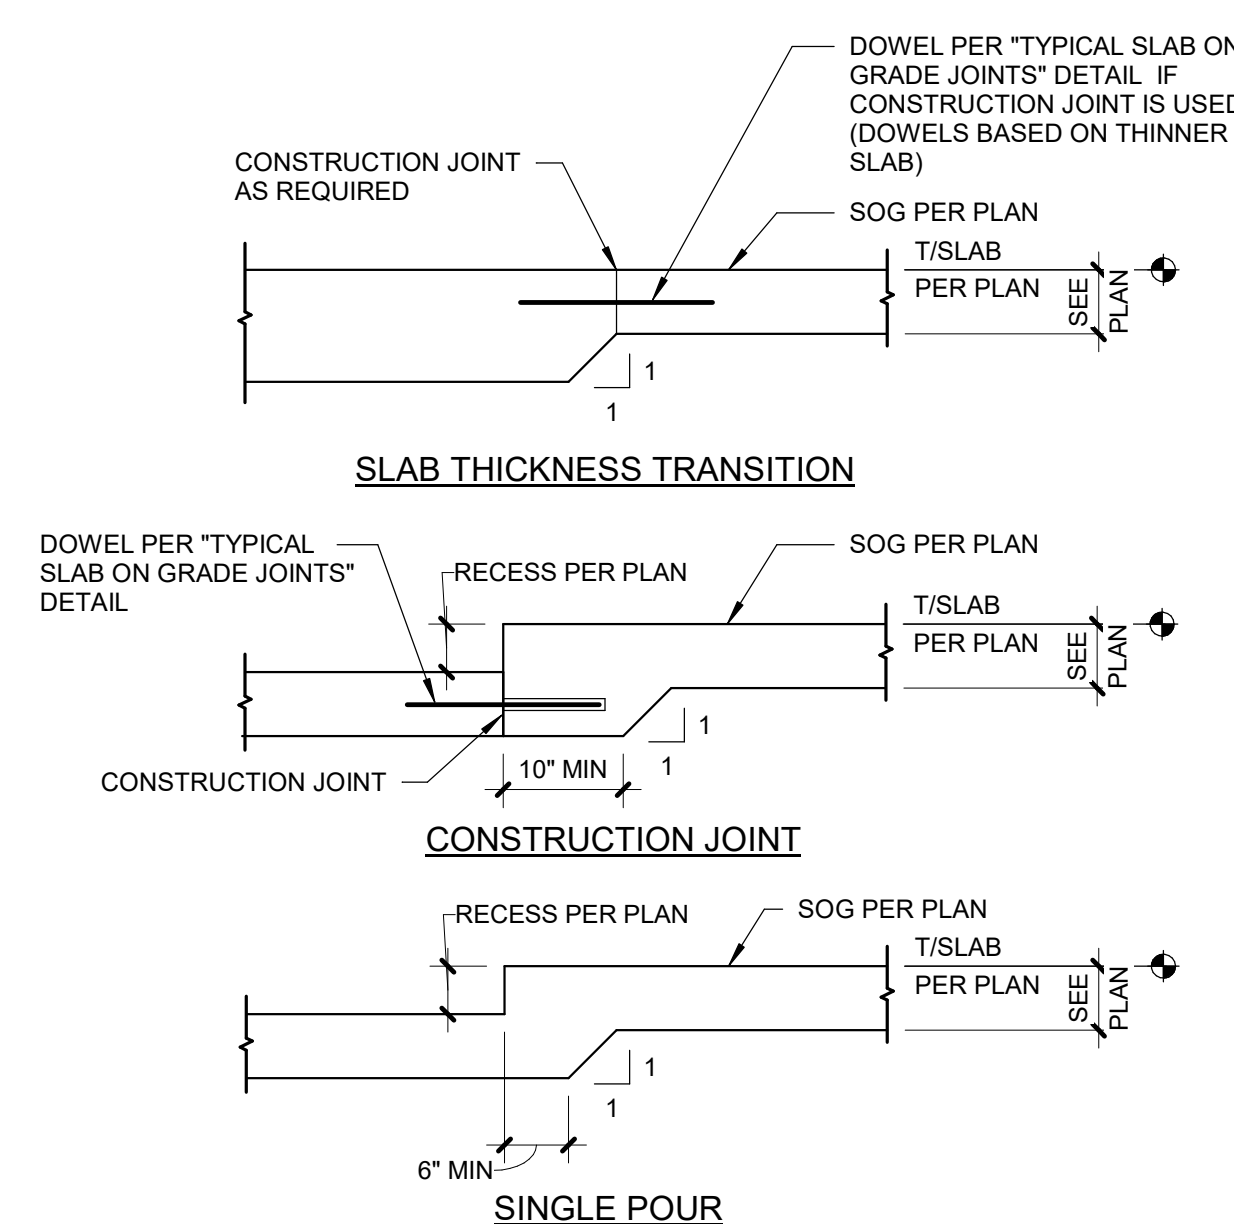 DOWEL PER "TYPICAL SLAB ON
GRADE JOINTS" DETAIL IF
CONSTRUCTION JOINT IS USED
(DOWELS BASED ON THINNER
SLAB)
CONSTRUCTION JOINT
AS REQUIRED
SOG PER PLAN
T/SLAB
PER PLAN
SEE
PLAN
1
1
SLAB THICKNESS TRANSITION
DOWEL PER "TYPICAL
SLAB ON GRADE JOINTS"
DETAIL
RECESS PER PLAN
SOG PER PLAN
T/SLAB
PER PLAN
SEE
PLAN
1
1
10" MIN
CONSTRUCTION JOINT
CONSTRUCTION JOINT
RECESS PER PLAN
SOG PER PLAN
T/SLAB
PER PLAN
SEE
PLAN
1
1
6" MIN
SINGLE POUR